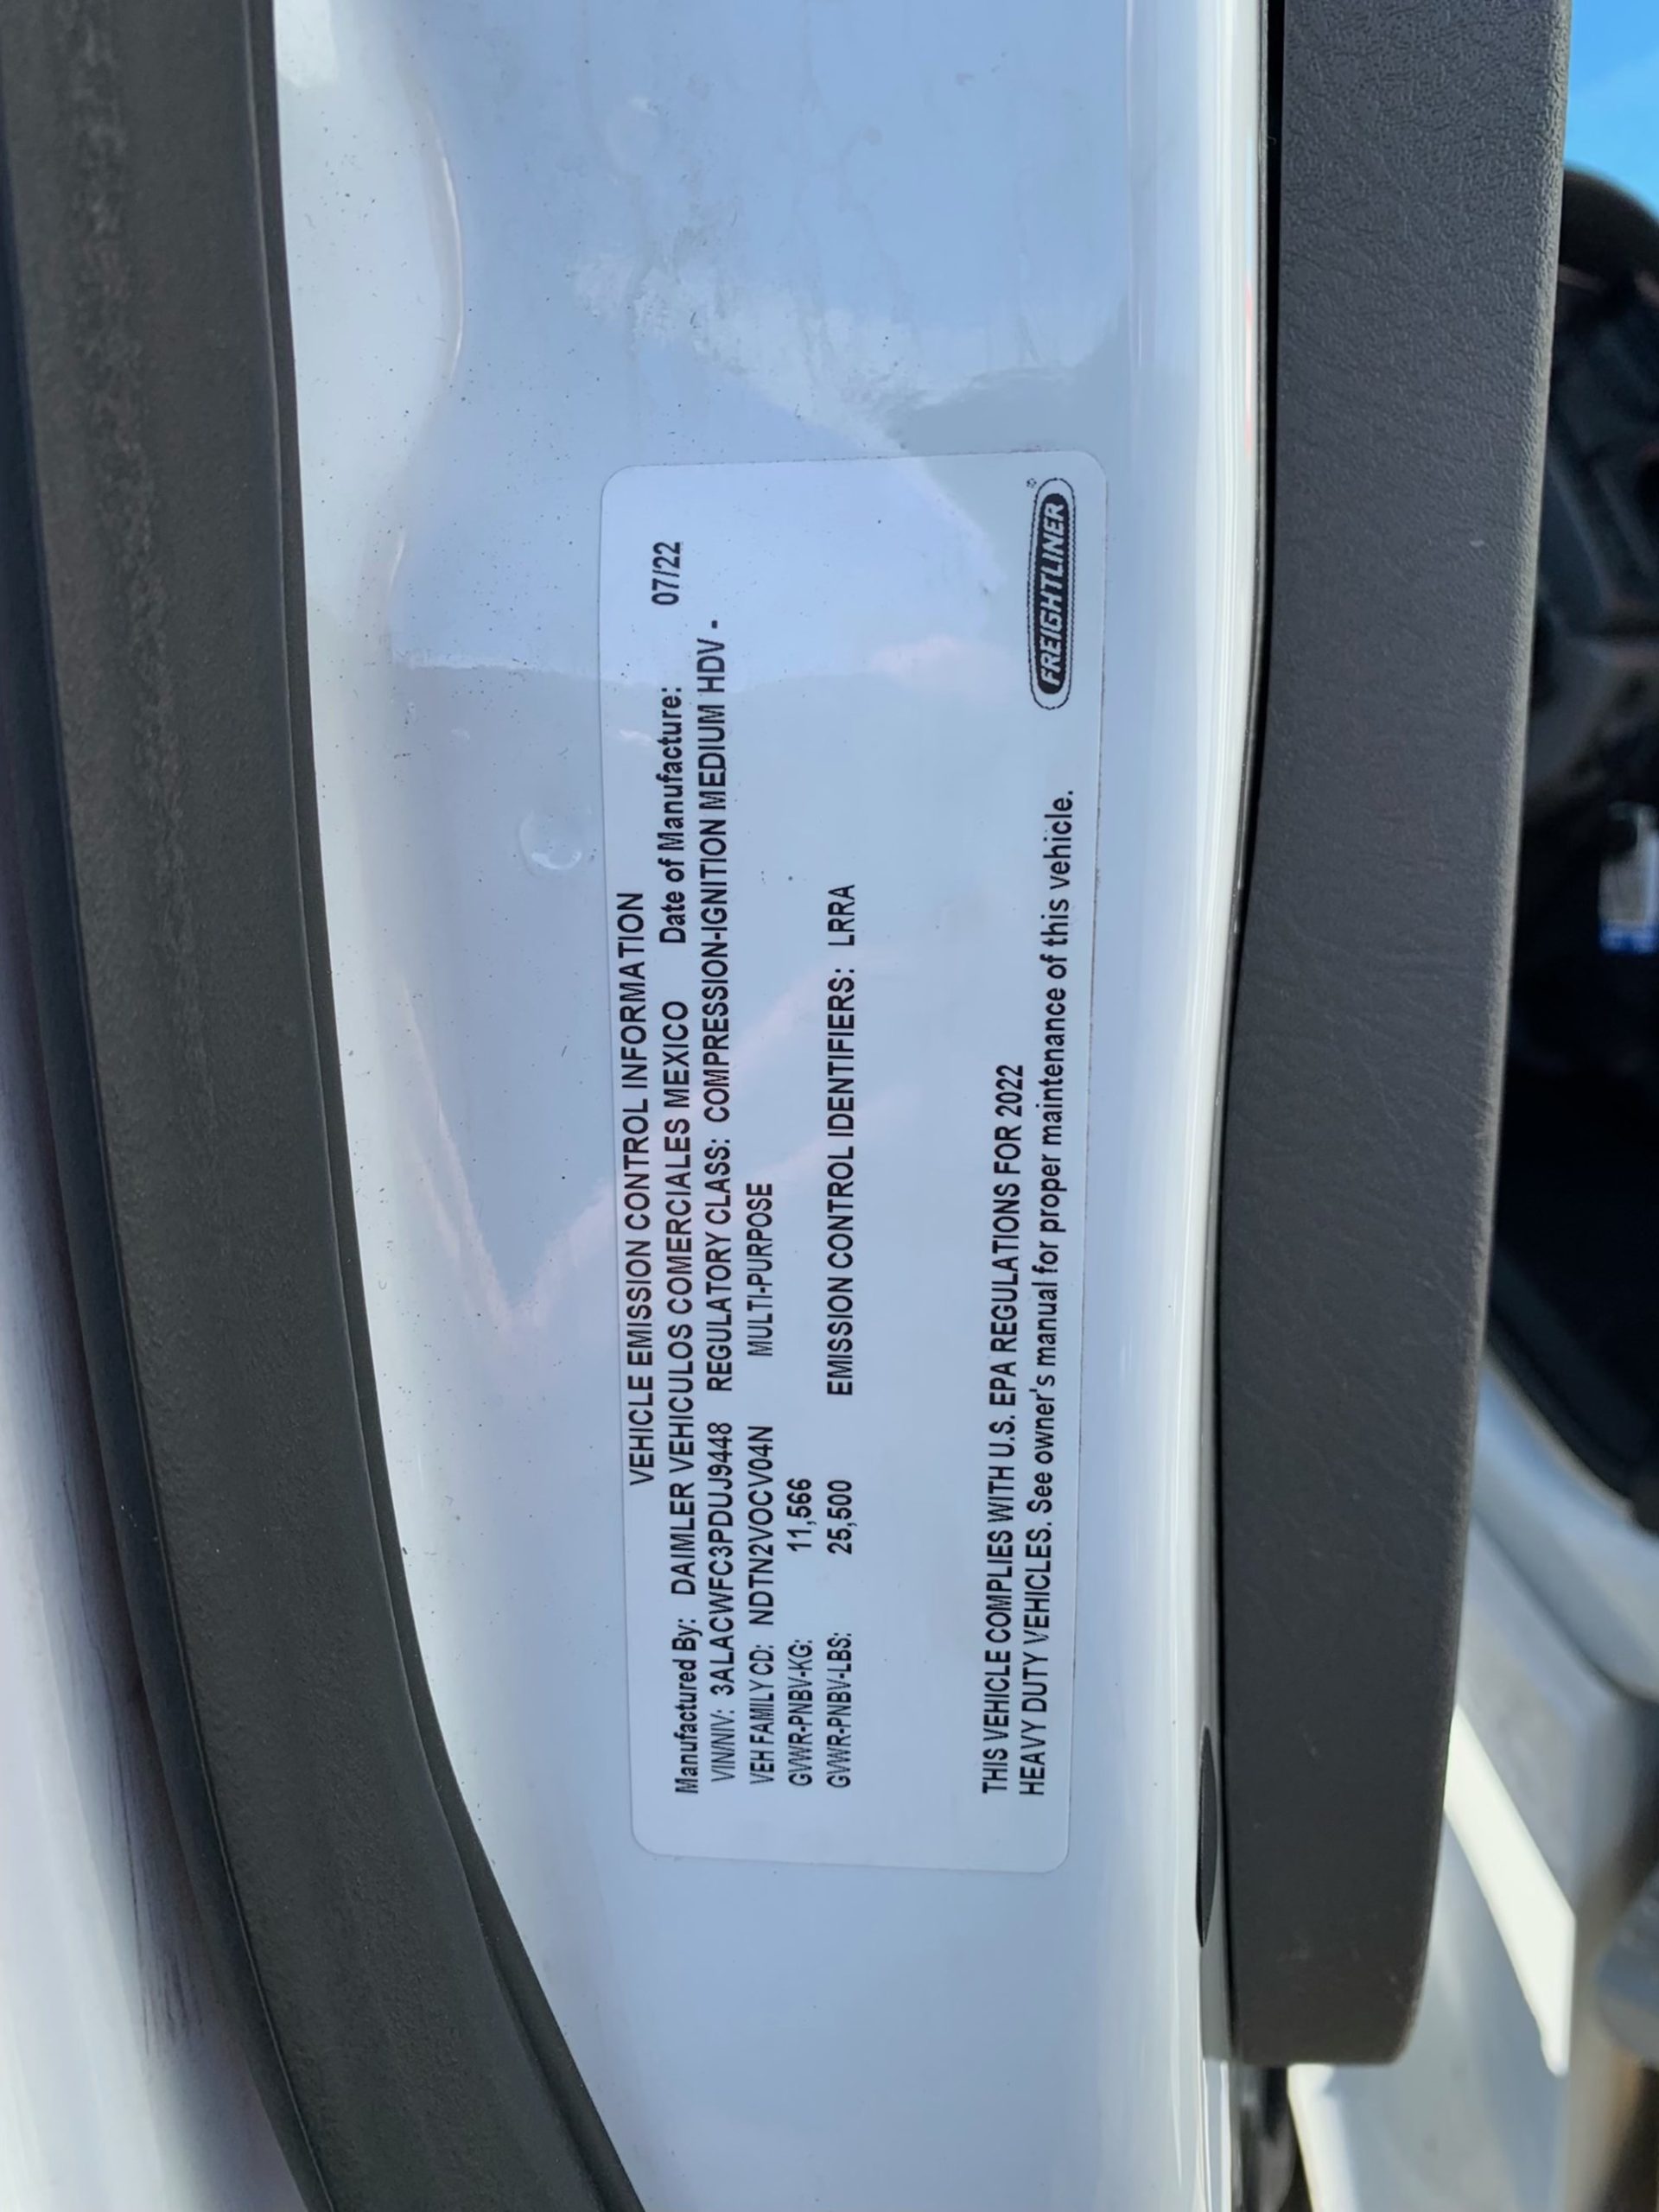 VEHICLE EMISSION CONTROL INFORMATION
Manufactured By: DAIMLER VEHICULOS COMERCIALES MEXICO Date of Manufacture: 07/22
VIN/NIV: 3ALACWFC3PDUJ9448 REGULATORY CLASS: COMPRESSION-IGNITION MEDIUM HDV -
VEH FAMILY CD: NDTN2VOCV04N MULTI-PURPOSE
GVWR-PNBV-KG: 11,566
GVWR-PNBV-LBS: 25,500 EMISSION CONTROL IDENTIFIERS: LRRA
THIS VEHICLE COMPLIES WITH U.S. EPA REGULATIONS FOR 2022
HEAVY DUTY VEHICLES. See owner's manual for proper maintenance of this vehicle.
FREIGHTLINER®